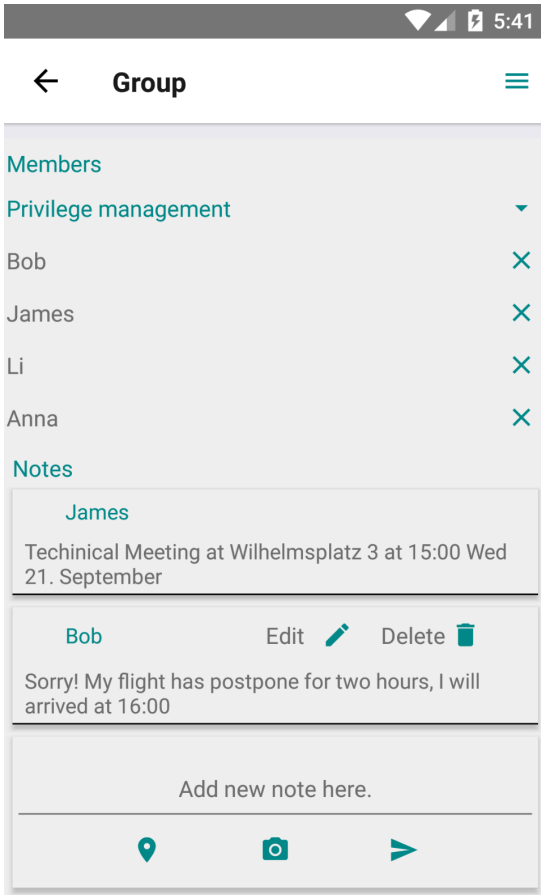 5:41
Group
Members
Privilege management
Bob
James
Li
Anna
Notes
James
Techinical Meeting at Wilhelmsplatz 3 at 15:00 Wed
21. September
Bob Edit Delete
Sorry! My flight has postpone for two hours, I will
arrived at 16:00
Add new note here.